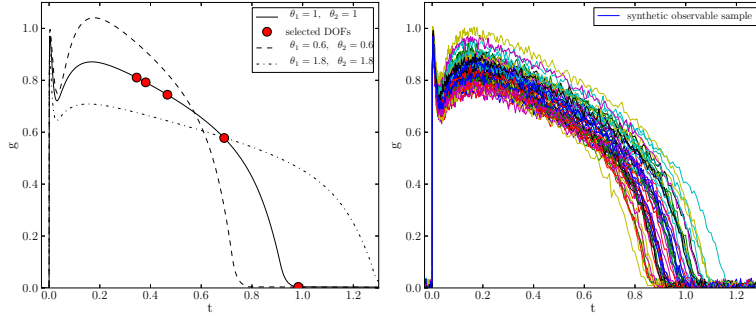 θ₁ = 1, θ₂ = 1
selected DOFs
θ₁ = 0.6, θ₂ = 0.6
θ₁ = 1.8, θ₂ = 1.8
1.0
0.8
0.6
0.4
0.2
0.0
g
0.0 0.2 0.4 0.6 0.8 1.0 1.2
t
synthetic observable sample
1.0
0.8
0.6
0.4
0.2
0.0
g
0.0 0.2 0.4 0.6 0.8 1.0 1.2
t